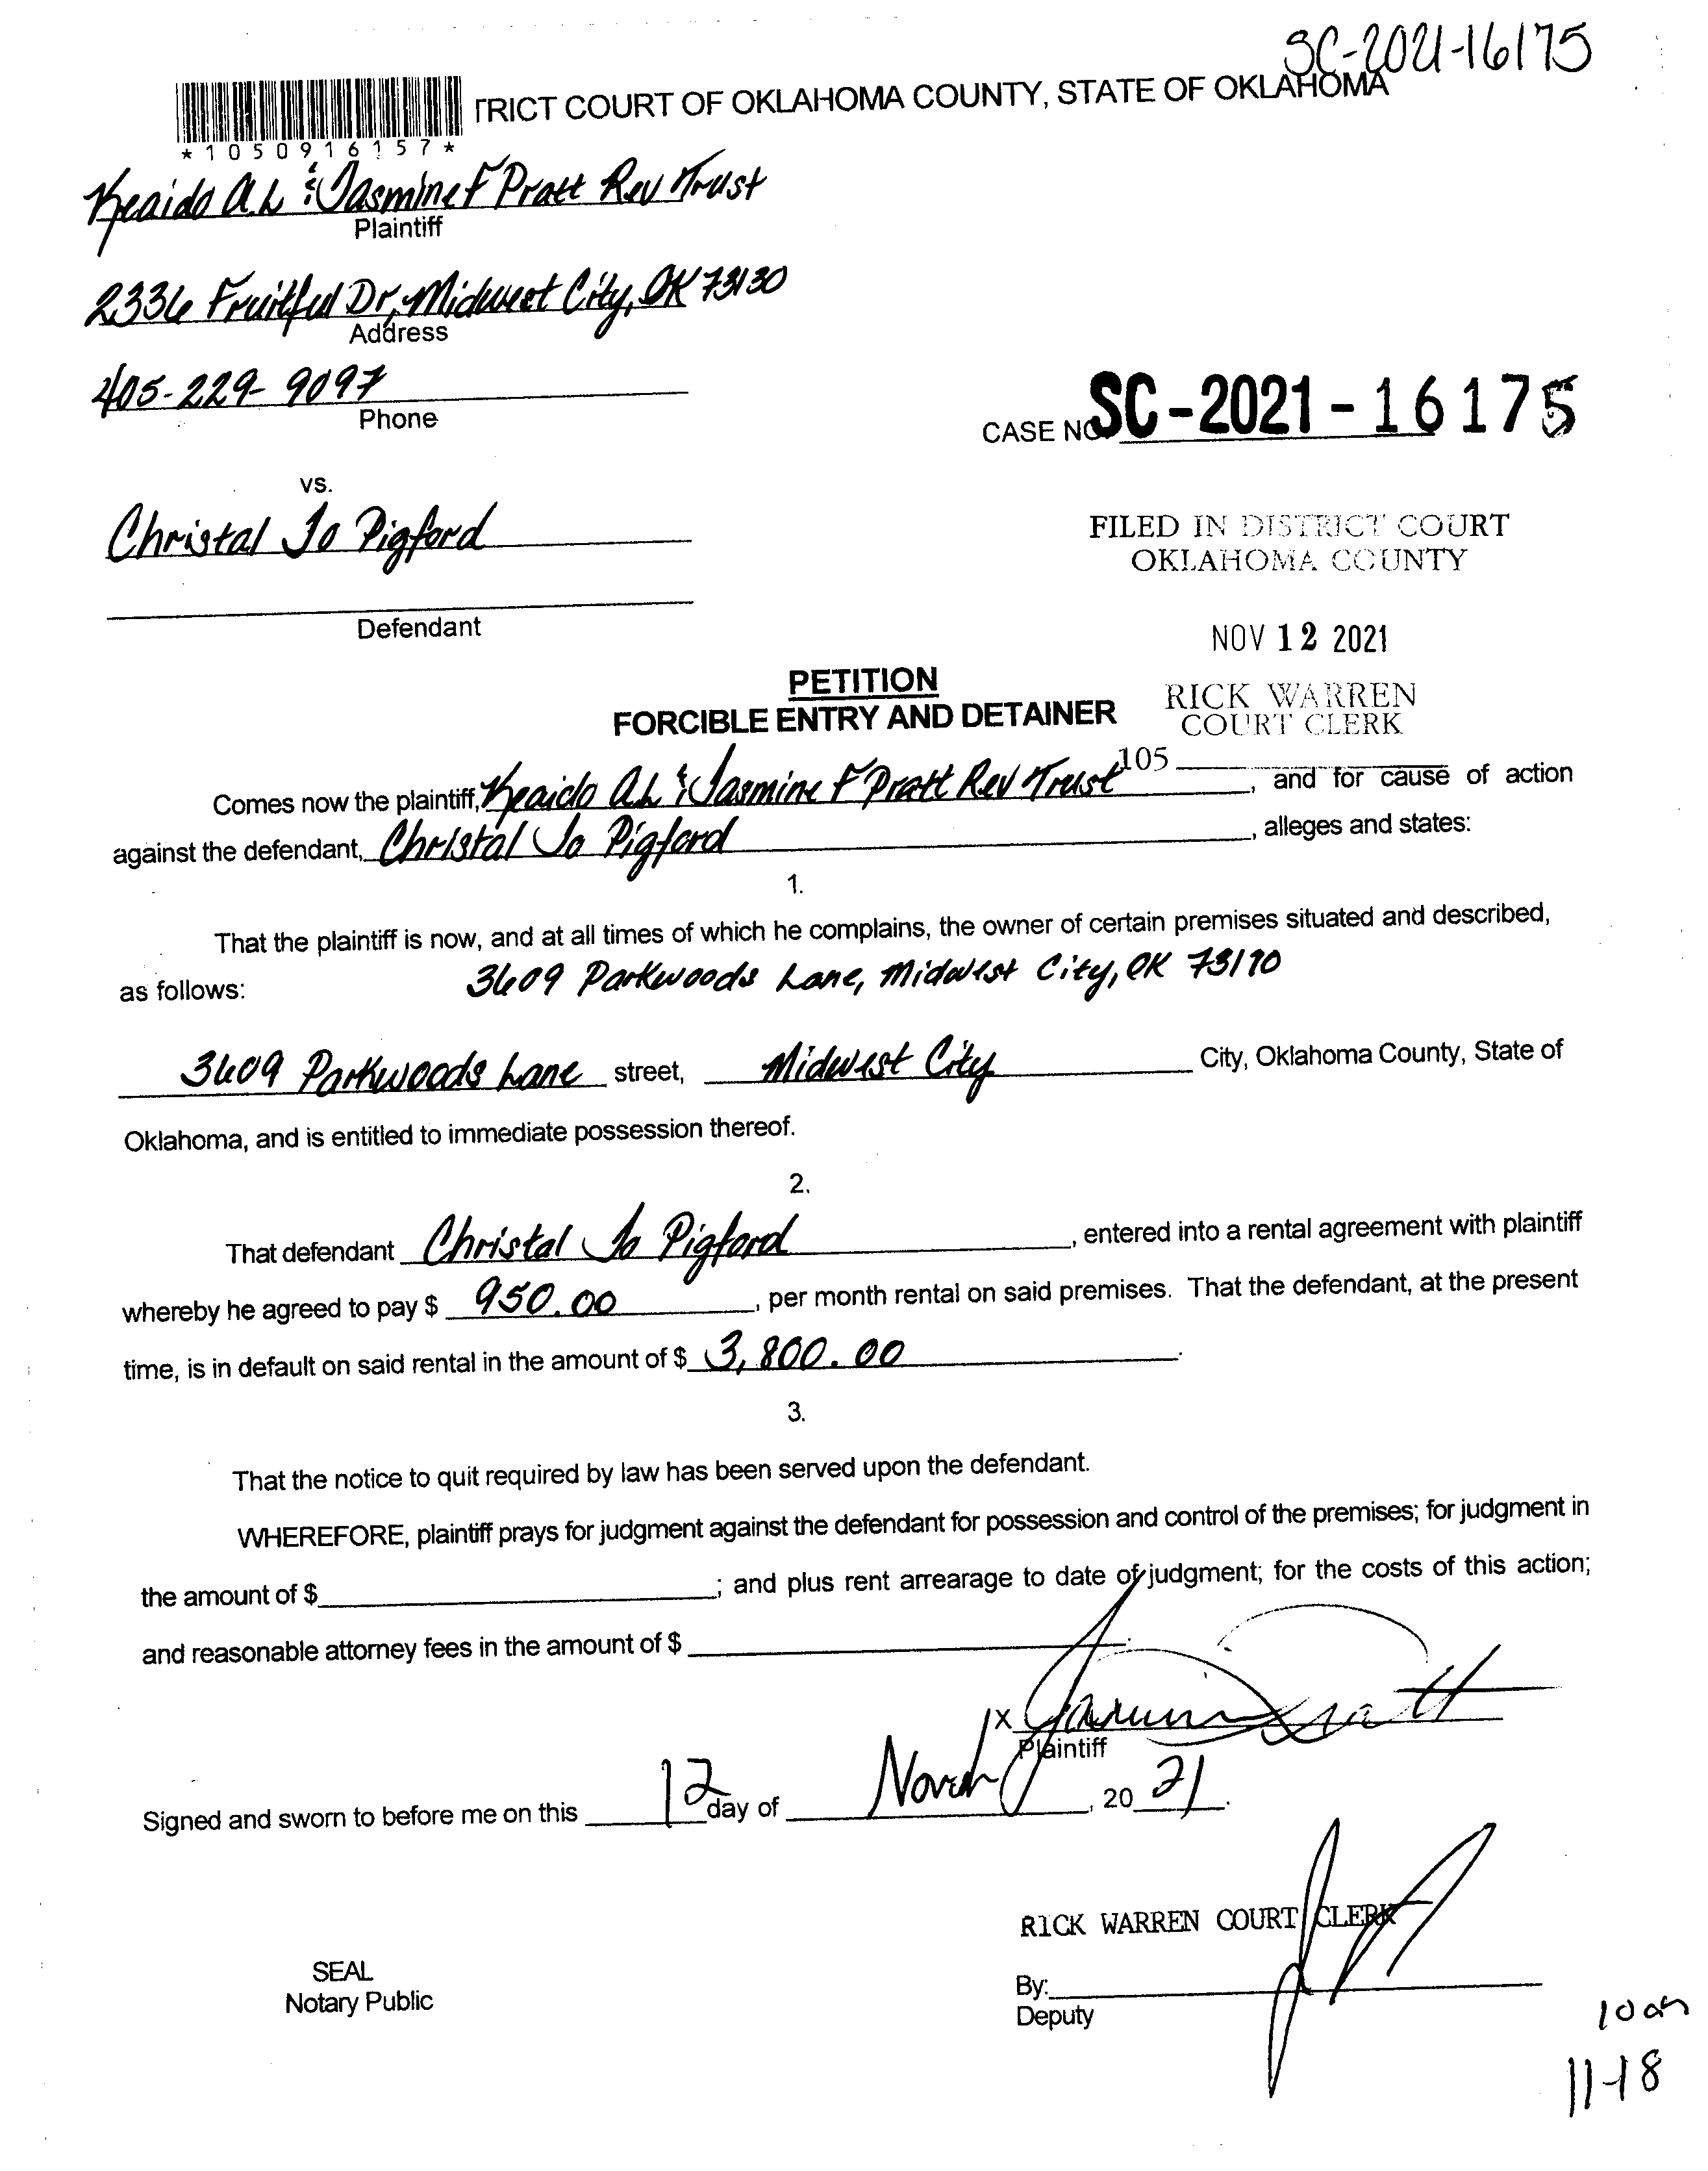 SC-2021-16175
TRICT COURT OF OKLAHOMA COUNTY, STATE OF OKLAHOMA
*1050916157*
Keaido A.L & Jasmine F Pratt Rev Trust
Plaintiff
2336 Fruitful Dr, Midwest City, OK 73130
Address
405-229-9097
Phone
CASE NO. SC-2021-16175
vs.
Christal Jo Pigford
FILED IN DISTRICT COURT
OKLAHOMA COUNTY
Defendant
NOV 12 2021
PETITION
FORCIBLE ENTRY AND DETAINER
RICK WARREN
COURT CLERK
105
Comes now the plaintiff, Keaido A.L & Jasmine F Pratt Rev Trust, and for cause of action
against the defendant, Christal Jo Pigford, alleges and states:
1.
That the plaintiff is now, and at all times of which he complains, the owner of certain premises situated and described,
as follows: 3609 Parkwoods Lane, Midwest City, OK 73110
3609 Parkwoods Lane street, Midwest City City, Oklahoma County, State of
Oklahoma, and is entitled to immediate possession thereof.
2.
That defendant Christal Jo Pigford, entered into a rental agreement with plaintiff
whereby he agreed to pay $ 950.00, per month rental on said premises. That the defendant, at the present
time, is in default on said rental in the amount of $ 3,800.00.
3.
That the notice to quit required by law has been served upon the defendant.
WHEREFORE, plaintiff prays for judgment against the defendant for possession and control of the premises; for judgment in
the amount of $; and plus rent arrearage to date of judgment; for the costs of this action;
and reasonable attorney fees in the amount of $.
x Jasmine Pratt
Plaintiff
Signed and sworn to before me on this 12 day of Novem, 20 21.
RICK WARREN COURT CLERK
SEAL
Notary Public
By:
Deputy
10 am
11-18